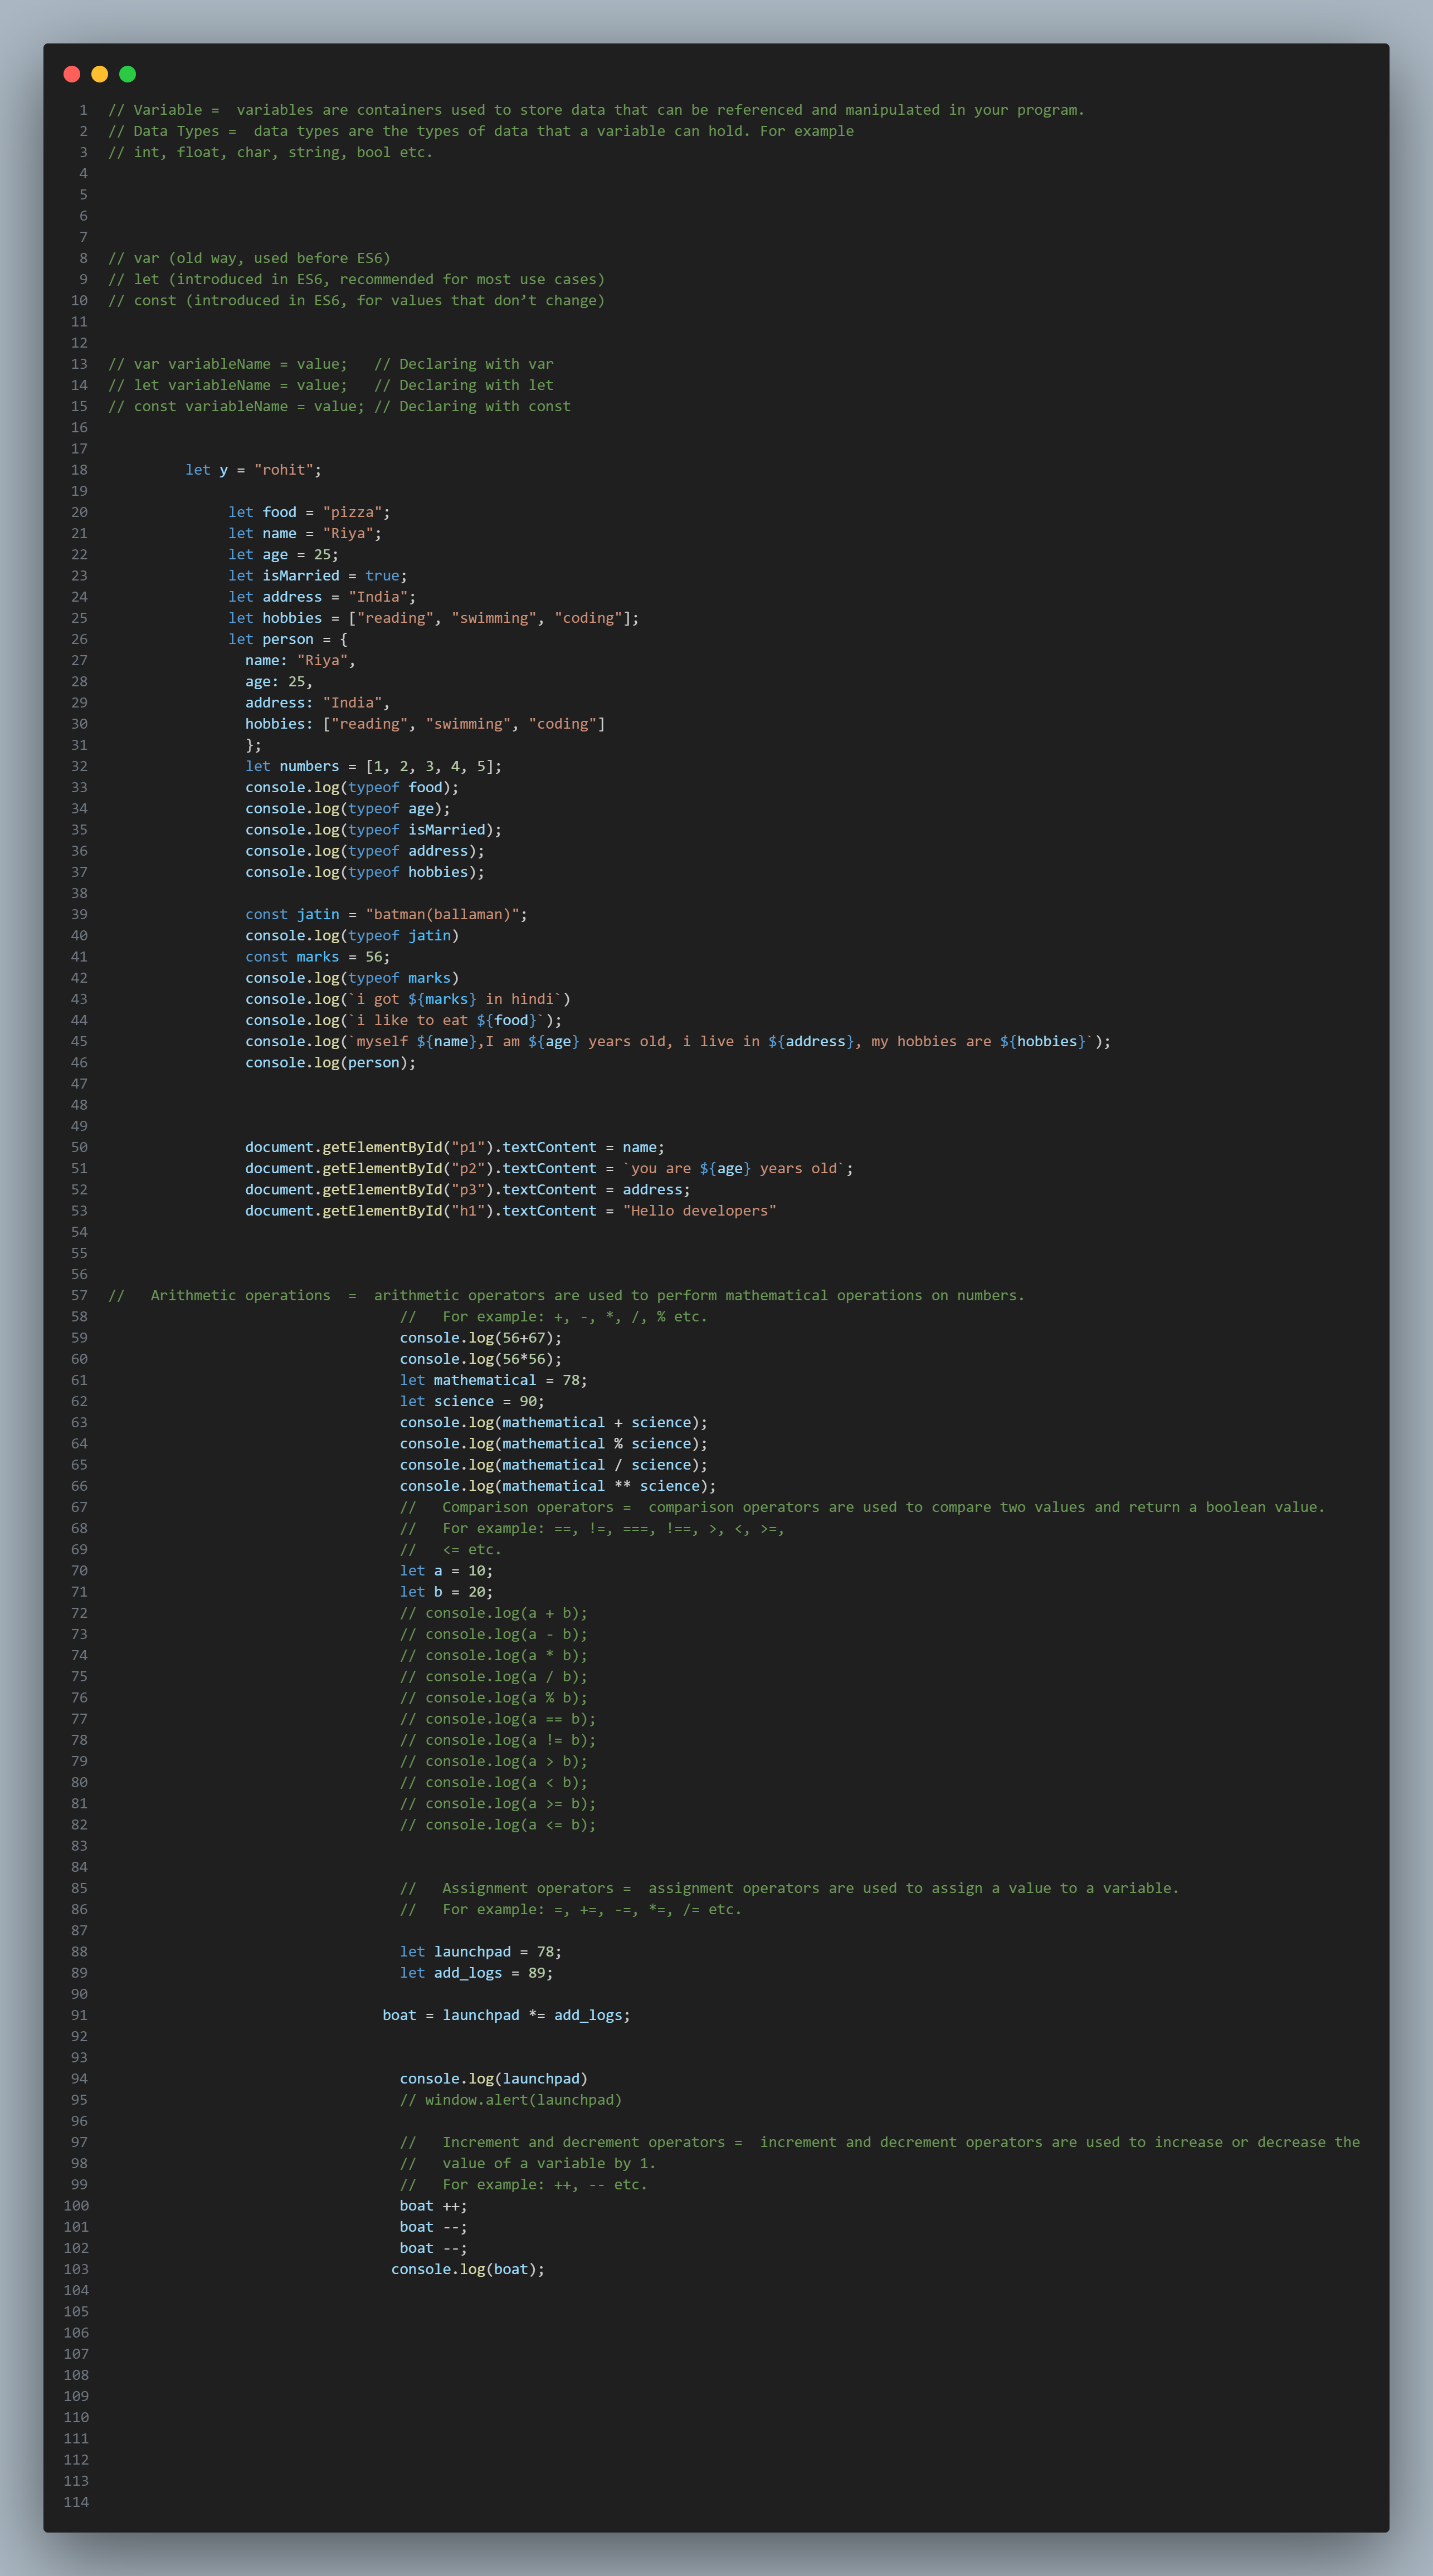 1 // Variable =  variables are containers used to store data that can be referenced and manipulated in your program.
2 // Data Types =  data types are the types of data that a variable can hold. For example
3 // int, float, char, string, bool etc.
4
5
6
7
8 // var (old way, used before ES6)
9 // let (introduced in ES6, recommended for most use cases)
10 // const (introduced in ES6, for values that don’t change)
11
12
13 // var variableName = value;   // Declaring with var
14 // let variableName = value;   // Declaring with let
15 // const variableName = value; // Declaring with const
16
17
18 let y = "rohit";
19
20 let food = "pizza";
21 let name = "Riya";
22 let age = 25;
23 let isMarried = true;
24 let address = "India";
25 let hobbies = ["reading", "swimming", "coding"];
26 let person = {
27 name: "Riya",
28 age: 25,
29 address: "India",
30 hobbies: ["reading", "swimming", "coding"]
31 };
32 let numbers = [1, 2, 3, 4, 5];
33 console.log(typeof food);
34 console.log(typeof age);
35 console.log(typeof isMarried);
36 console.log(typeof address);
37 console.log(typeof hobbies);
38
39 const jatin = "batman(ballaman)";
40 console.log(typeof jatin)
41 const marks = 56;
42 console.log(typeof marks)
43 console.log(`i got ${marks} in hindi`)
44 console.log(`i like to eat ${food}`);
45 console.log(`myself ${name},I am ${age} years old, i live in ${address}, my hobbies are ${hobbies}`);
46 console.log(person);
47
48
49
50 document.getElementById("p1").textContent = name;
51 document.getElementById("p2").textContent = `you are ${age} years old`;
52 document.getElementById("p3").textContent = address;
53 document.getElementById("h1").textContent = "Hello developers"
54
55
56
57 //   Arithmetic operations  =  arithmetic operators are used to perform mathematical operations on numbers.
58 //   For example: +, -, *, /, % etc.
59 console.log(56+67);
60 console.log(56*56);
61 let mathematical = 78;
62 let science = 90;
63 console.log(mathematical + science);
64 console.log(mathematical % science);
65 console.log(mathematical / science);
66 console.log(mathematical ** science);
67 //   Comparison operators =  comparison operators are used to compare two values and return a boolean value.
68 //   For example: ==, !=, ===, !==, >, <, >=,
69 //   <= etc.
70 let a = 10;
71 let b = 20;
72 // console.log(a + b);
73 // console.log(a - b);
74 // console.log(a * b);
75 // console.log(a / b);
76 // console.log(a % b);
77 // console.log(a == b);
78 // console.log(a != b);
79 // console.log(a > b);
80 // console.log(a < b);
81 // console.log(a >= b);
82 // console.log(a <= b);
83
84
85 //   Assignment operators =  assignment operators are used to assign a value to a variable.
86 //   For example: =, +=, -=, *=, /= etc.
87
88 let launchpad = 78;
89 let add_logs = 89;
90
91 boat = launchpad *= add_logs;
92
93
94 console.log(launchpad)
95 // window.alert(launchpad)
96
97 //   Increment and decrement operators =  increment and decrement operators are used to increase or decrease the
98 //   value of a variable by 1.
99 //   For example: ++, -- etc.
100 boat ++;
101 boat --;
102 boat --;
103 console.log(boat);
104
105
106
107
108
109
110
111
112
113
114